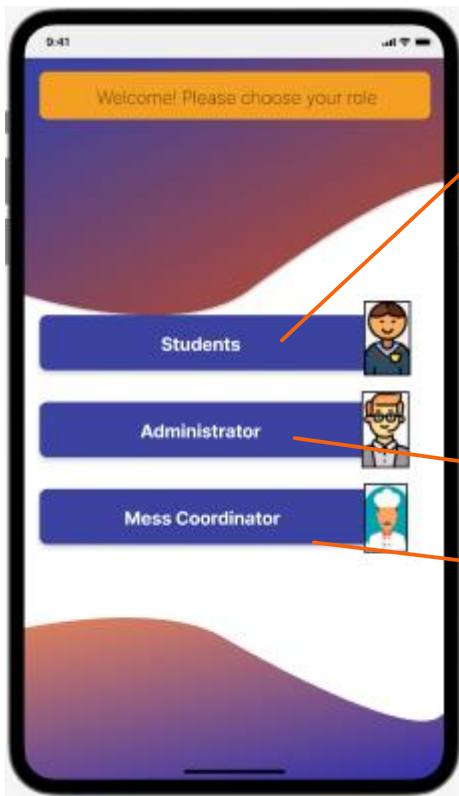 9:41
Welcome! Please choose your role
Students
Administrator
Mess Coordinator